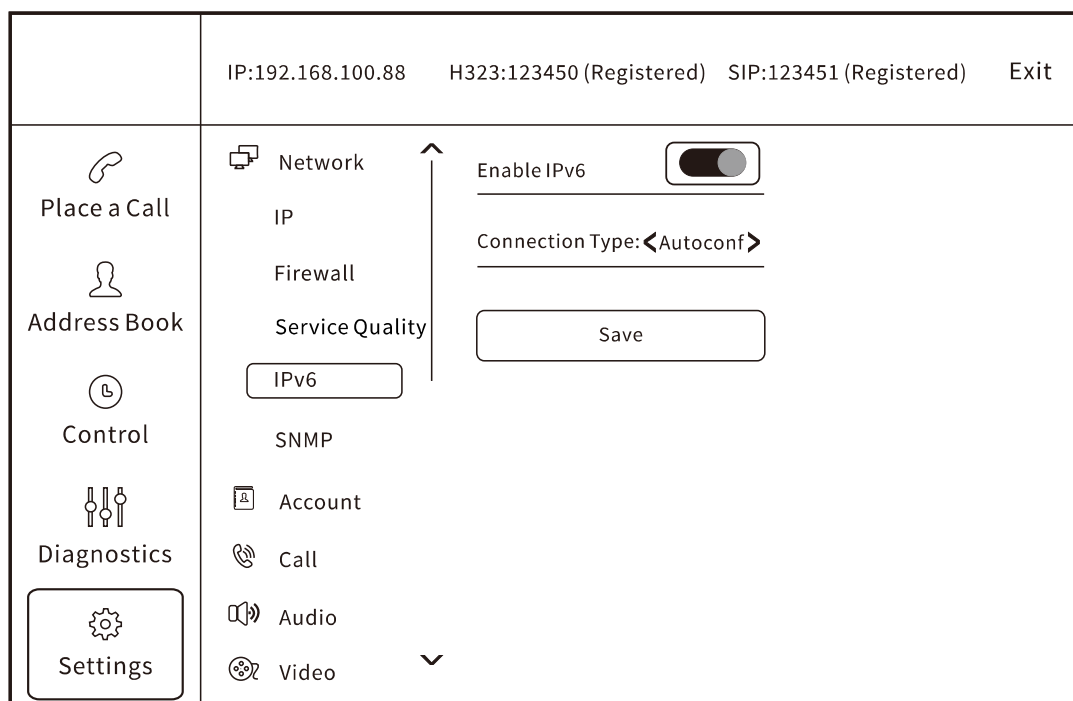 IP:192.168.100.88 H323:123450 (Registered) SIP:123451 (Registered) Exit
Place a Call
Address Book
Control
Diagnostics
Settings
Network
IP
Firewall
Service Quality
IPv6
SNMP
Account
Call
Audio
Video
Enable IPv6
Connection Type: Autoconf
Save